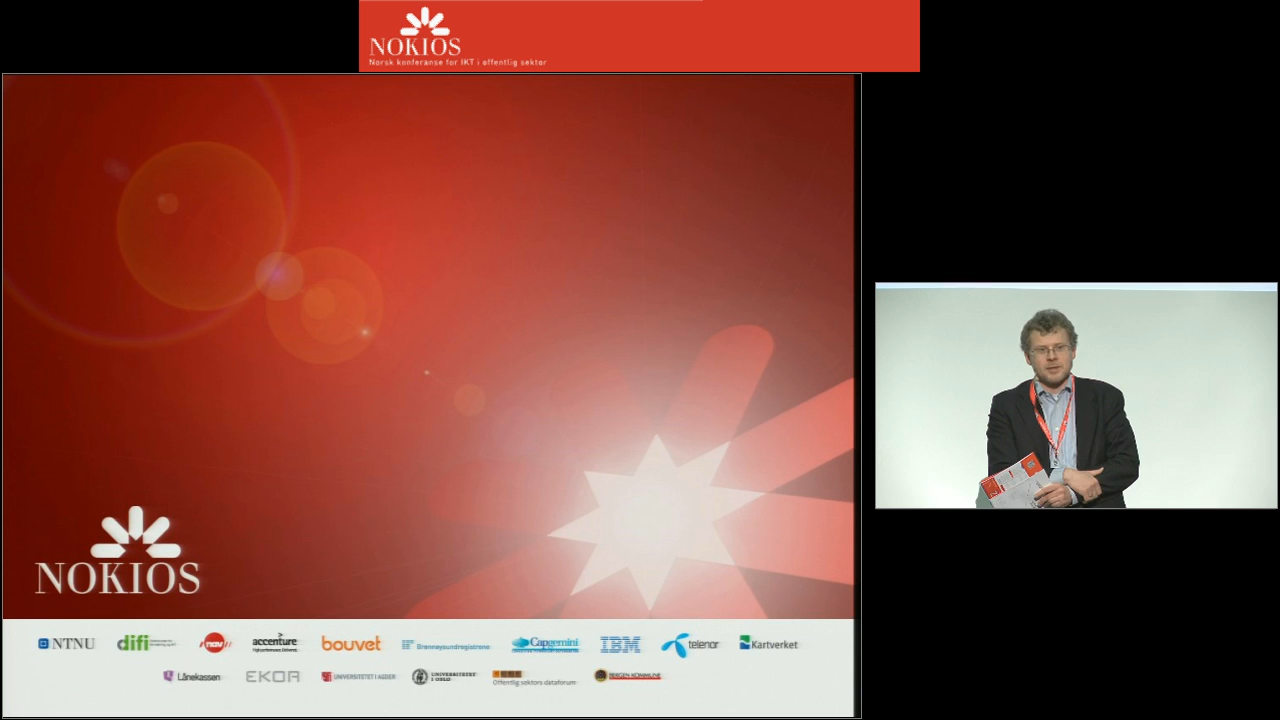 NOKIOS
Norsk konferanse for IKT i offentlig sektor
NOKIOS
NTNU
difi
nav
accenture
bouvet
Brønnøysundregistrene
Capgemini
IBM
telenor
Kartverket
Lånekassen
EKOR
UNIVERSITETET I AGDER
UNIVERSITETET
I OSLO
Offentlig sektors dataforum
BERGEN KOMMUNE